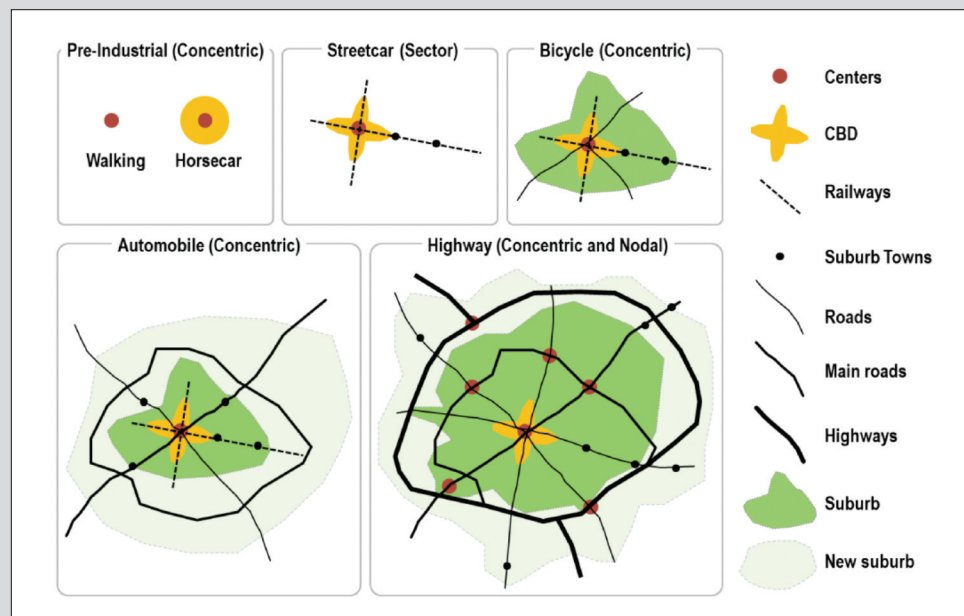 Pre-Industrial (Concentric)
Walking
Horsecar
Streetcar (Sector)
Bicycle (Concentric)
Automobile (Concentric)
Highway (Concentric and Nodal)
Centers
CBD
Railways
Suburb Towns
Roads
Main roads
Highways
Suburb
New suburb